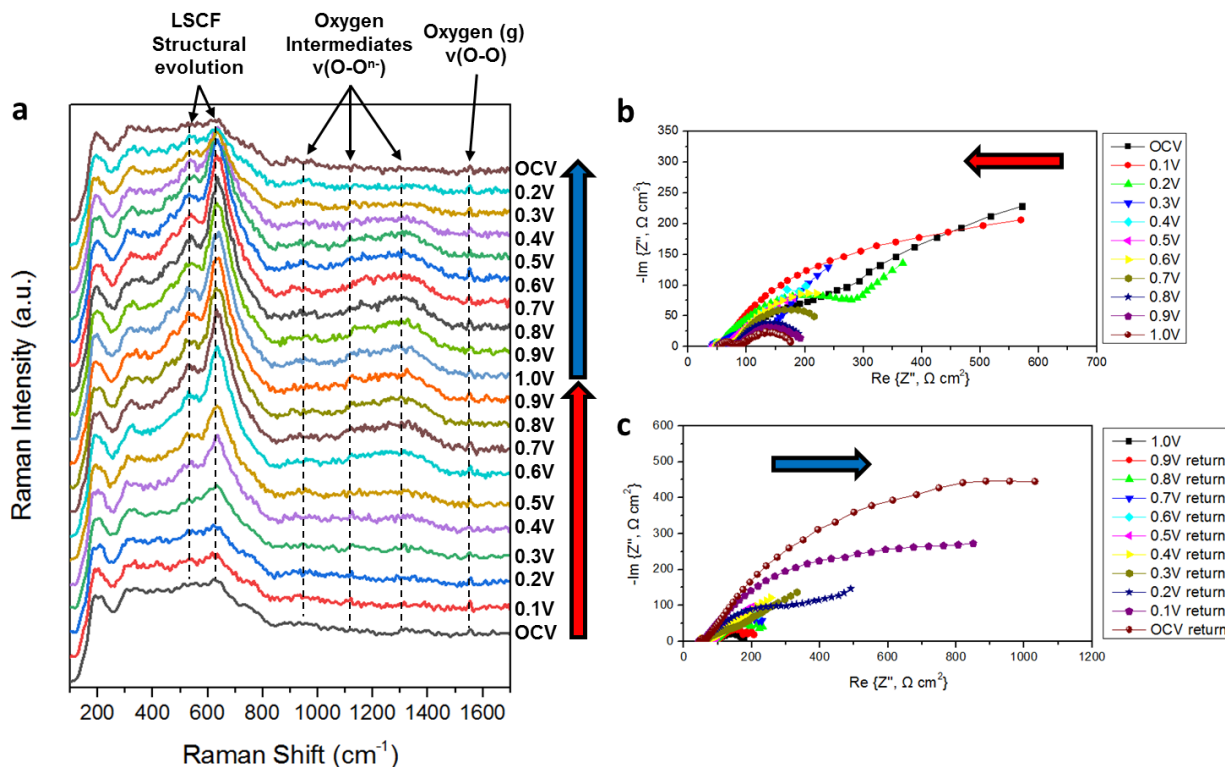 a
LSCF
Structural
evolution
Oxygen
Intermediates
ν(O-Oⁿ⁻)
Oxygen (g)
ν(O-O)
OCV
0.2V
0.3V
0.4V
0.5V
0.6V
0.7V
0.8V
0.9V
1.0V
0.9V
0.8V
0.7V
0.6V
0.5V
0.4V
0.3V
0.2V
0.1V
OCV
Raman Intensity (a.u.)
200 400 600 800 1000 1200 1400 1600
Raman Shift (cm⁻¹)
b
350
300
250
200
150
100
50
0
-Im {Z", Ω cm²}
0 100 200 300 400 500 600 700
Re {Z", Ω cm²}
OCV
0.1V
0.2V
0.3V
0.4V
0.5V
0.6V
0.7V
0.8V
0.9V
1.0V
c
600
500
400
300
200
100
0
-Im {Z", Ω cm²}
0 200 400 600 800 1000 1200
Re {Z", Ω cm²}
1.0V
0.9V return
0.8V return
0.7V return
0.6V return
0.5V return
0.4V return
0.3V return
0.2V return
0.1V return
OCV return